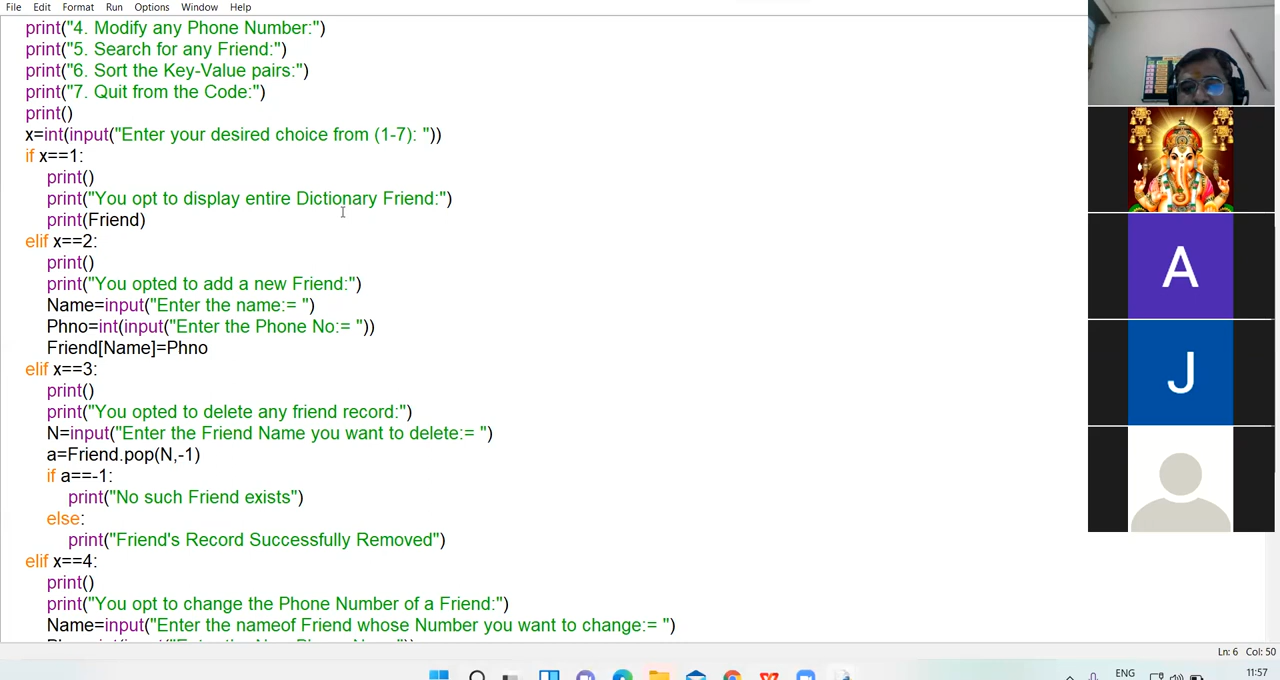 File Edit Format Run Options Window Help
print("4. Modify any Phone Number:")
print("5. Search for any Friend:")
print("6. Sort the Key-Value pairs:")
print("7. Quit from the Code:")
print()
x=int(input("Enter your desired choice from (1-7): "))
if x==1:
print()
print("You opt to display entire Dictionary Friend:")
print(Friend)
elif x==2:
print()
print("You opted to add a new Friend:")
Name=input("Enter the name:= ")
Phno=int(input("Enter the Phone No:= "))
Friend[Name]=Phno
elif x==3:
print()
print("You opted to delete any friend record:")
N=input("Enter the Friend Name you want to delete:= ")
a=Friend.pop(N,-1)
if a==-1:
print("No such Friend exists")
else:
print("Friend's Record Successfully Removed")
elif x==4:
print()
print("You opt to change the Phone Number of a Friend:")
Name=input("Enter the nameof Friend whose Number you want to change:= ")
A
J
Ln: 6 Col: 50
ENG
11:57